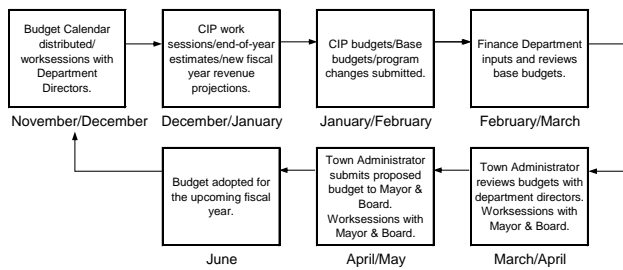 Budget Calendar
distributed/
worksessions with
Department
Directors.
November/December
CIP work
sessions/end-of-year
estimates/new fiscal
year revenue
projections.
December/January
CIP budgets/Base
budgets/program
changes submitted.
January/February
Finance Department
inputs and reviews
base budgets.
February/March
Town Administrator
reviews budgets with
department directors.
Worksessions with
Mayor & Board.
March/April
Town Administrator
submits proposed
budget to Mayor &
Board.
Worksessions with
Mayor & Board.
April/May
Budget adopted for
the upcoming fiscal
year.
June